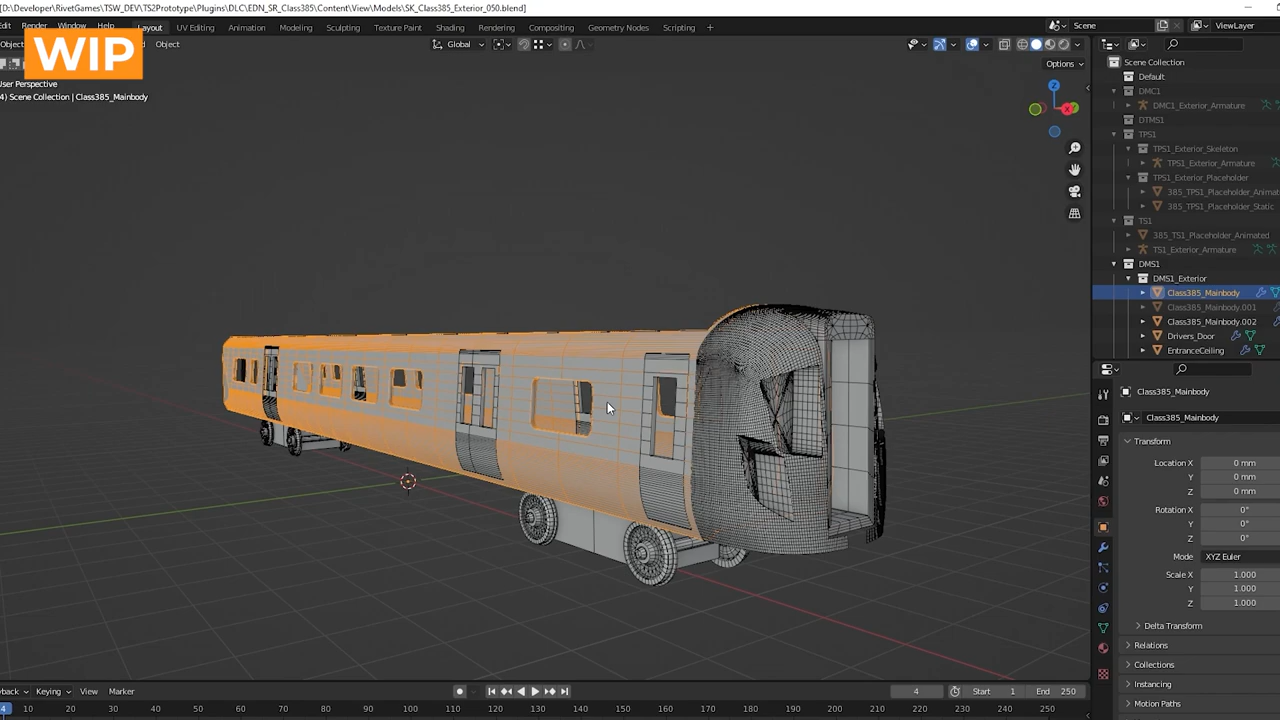 [D:\Developer\RivetGames\TSW_DEV\TS2Prototype\Plugins\DLC\EDN_SR_Class385\Content\View\Models\SK_Class385_Exterior_050.blend]
Render Window Help Layout UV Editing Animation Modeling Sculpting Texture Paint Shading Rendering Compositing Geometry Nodes Scripting + Scene ViewLayer
WIP
Object Global
Options
User Perspective
4) Scene Collection | Class385_Mainbody
Z
X
Y
Scene Collection
Default
DMC1
DMC1_Exterior_Armature
DTMS1
TPS1
TPS1_Exterior_Skeleton
TPS1_Exterior_Armature
TPS1_Exterior_Placeholder
385_TPS1_Placeholder_Animat
385_TPS1_Placeholder_Static
TS1
385_TS1_Placeholder_Animated
TS1_Exterior_Armature
DMS1
DMS1_Exterior
Class385_Mainbody
Class385_Mainbody.001
Class385_Mainbody.002
Drivers_Door
EntranceCeiling
Class385_Mainbody
Class385_Mainbody
Transform
Location X 0 mm
Y 0 mm
Z 0 mm
Rotation X 0°
Y 0°
Z 0°
Mode XYZ Euler
Scale X 1.000
Y 1.000
Z 1.000
Delta Transform
Relations
Collections
Instancing
Motion Paths
yback Keying View Marker 4 Start 1 End 250
4 10 20 30 40 50 60 70 80 90 100 110 120 130 140 150 160 170 180 190 200 210 220 230 240 250